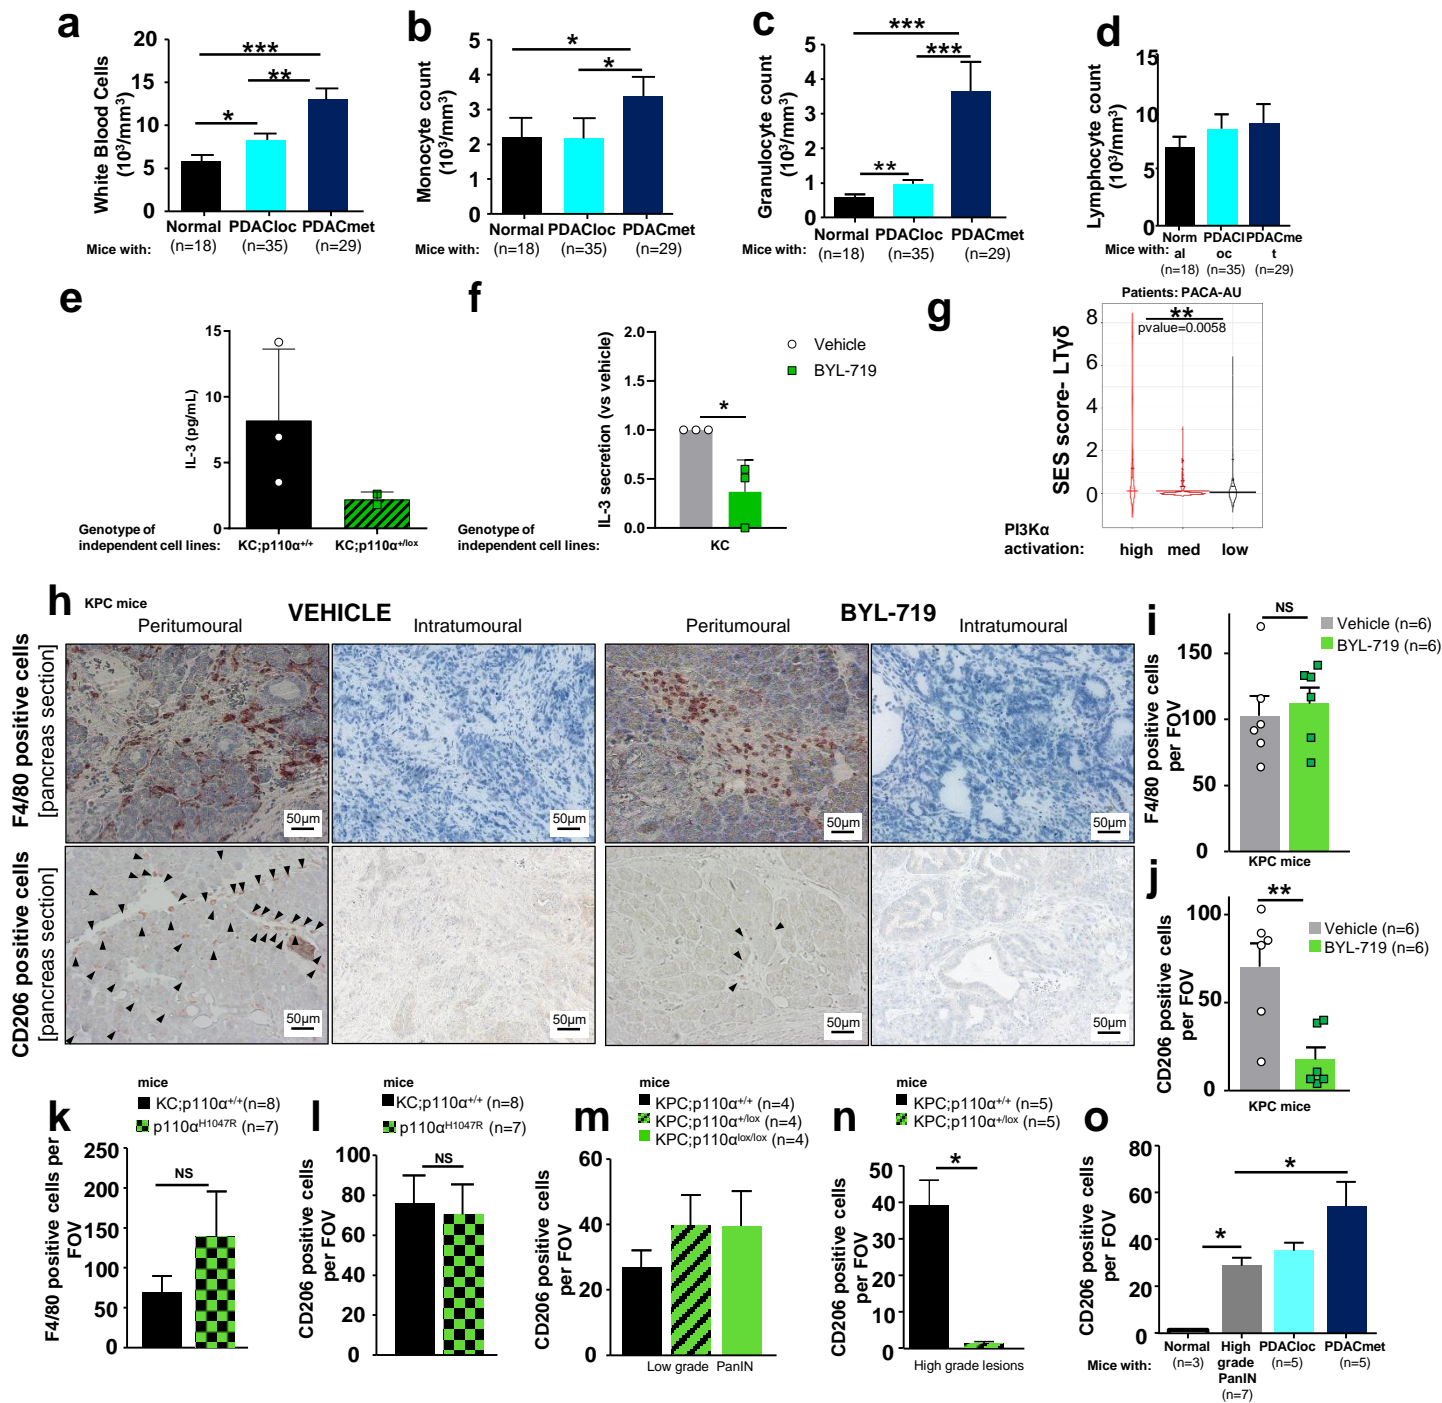 a
White Blood Cells
(10³/mm³)
20
15
10
5
0
***
**
*
Normal PDACloc PDACmet
Mice with: (n=18) (n=35) (n=29)
b
Monocyte count
(10³/mm³)
5
4
3
2
1
0
*
*
Normal PDACloc PDACmet
Mice with: (n=18) (n=35) (n=29)
c
Granulocyte count
(10³/mm³)
5
4
3
2
1
0
***
***
**
Normal PDACloc PDACmet
Mice with: (n=18) (n=35) (n=29)
d
Lymphocyte count
(10³/mm³)
15
10
5
0
Norm PDACl PDACme
Mice with: al oc t
(n=18) (n=35) (n=29)
e
IL-3 (pg/mL)
15
10
5
0
Genotype of
independent cell lines: KC;p110α+/+ KC;p110α+/lox
f
IL-3 secretion (vs vehicle)
2.0
1.5
1.0
0.5
0.0
*
Vehicle
BYL-719
Genotype of
independent cell lines: KC
g
Patients: PACA-AU
SES score- LTγδ
8
6
4
2
0
**
pvalue=0.0058
PI3Kα
activation: high med low
h
KPC mice
VEHICLE BYL-719
Peritumoural Intratumoural Peritumoural Intratumoural
F4/80 positive cells
[pancreas section]
50µm 50µm 50µm 50µm
CD206 positive cells
[pancreas section]
50µm 50µm 50µm 50µm
i
F4/80 positive cells
per FOV
150
100
50
0
NS
Vehicle (n=6)
BYL-719 (n=6)
KPC mice
j
CD206 positive cells
per FOV
100
50
0
**
Vehicle (n=6)
BYL-719 (n=6)
KPC mice
k
mice
KC;p110α+/+(n=8)
p110αH1047R (n=7)
F4/80 positive cells per
FOV
250
200
150
100
50
0
NS
l
mice
KC;p110α+/+ (n=8)
p110αH1047R (n=7)
CD206 positive cells
per FOV
100
80
60
40
20
0
NS
m
mice
KPC;p110α+/+ (n=4)
KPC;p110α+/lox (n=4)
KPC;p110αlox/lox (n=4)
CD206 positive cells
per FOV
60
40
20
0
Low grade PanIN
n
mice
KPC;p110α+/+ (n=5)
KPC;p110α+/lox (n=5)
CD206 positive cells
per FOV
50
40
30
20
10
0
*
High grade lesions
o
CD206 positive cells
per FOV
80
60
40
20
0
*
*
Mice with:
Normal
(n=3)
High
grade
PanIN
(n=7)
PDACloc
(n=5)
PDACmet
(n=5)